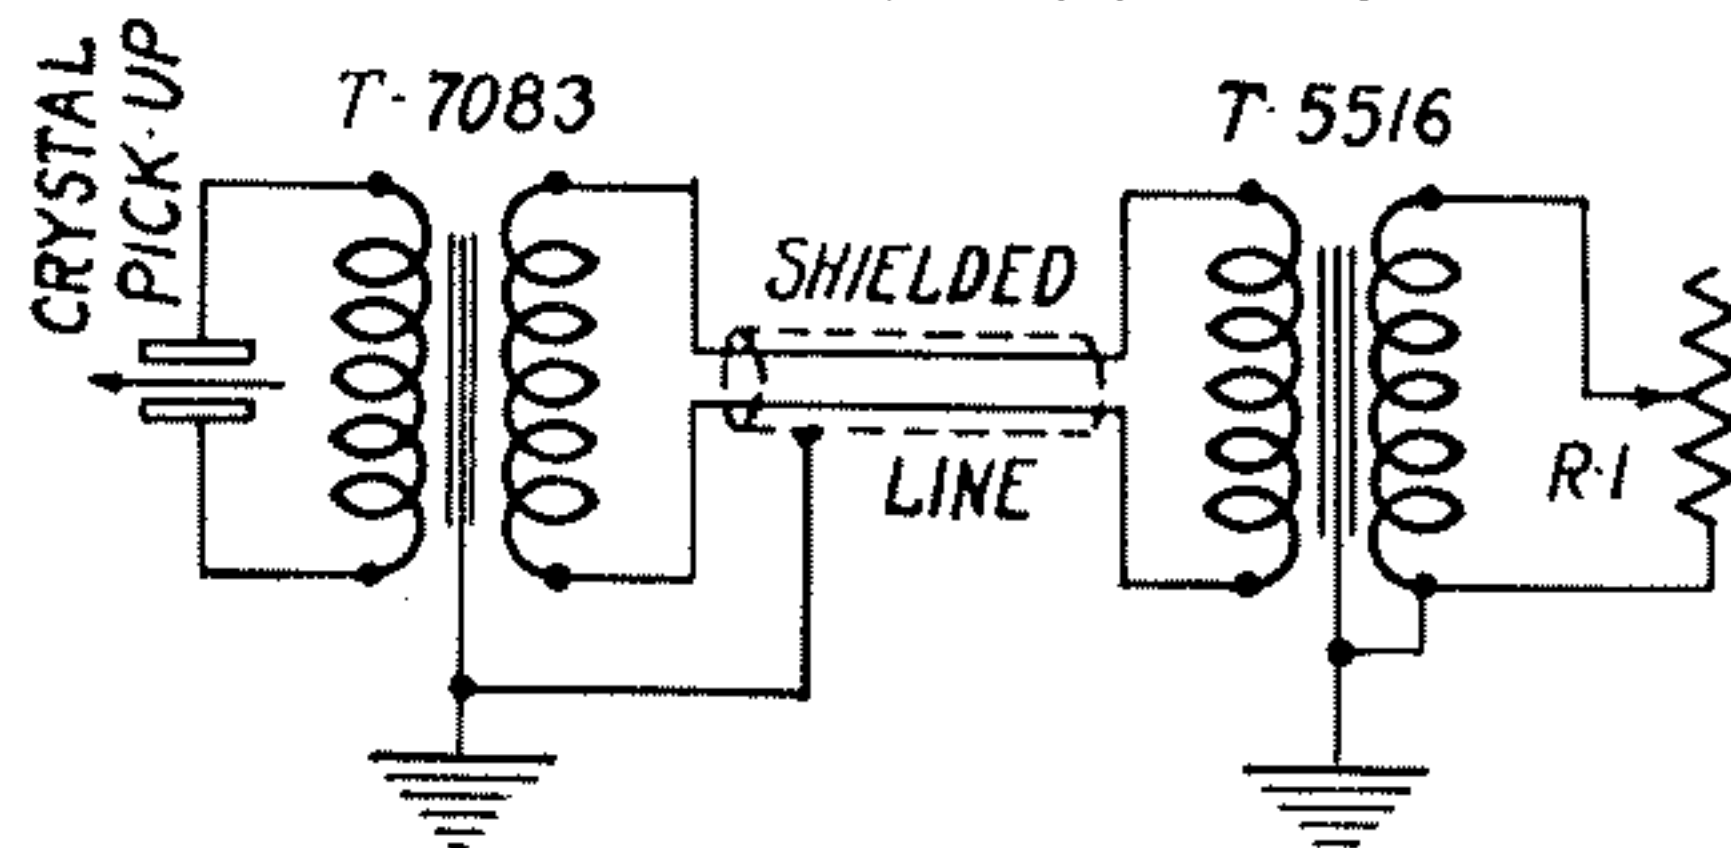 CRYSTAL
PICK-UP
T-7083
T-5516
SHIELDED
LINE
R-1